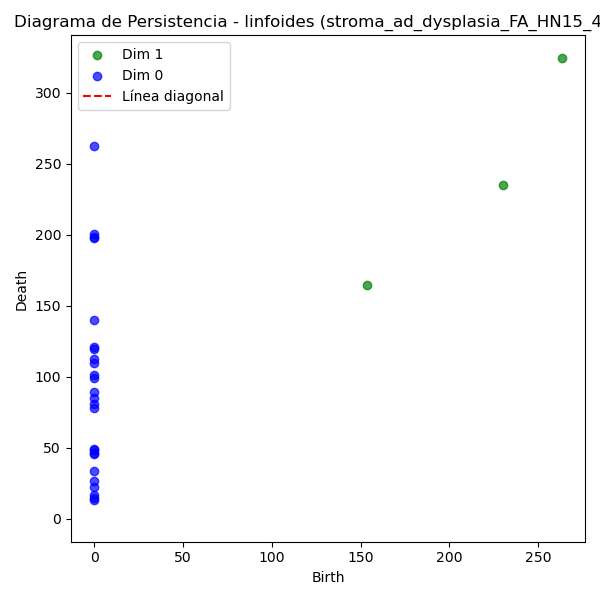 Diagrama de Persistencia - linfoides (stroma_ad_dysplasia_FA_HN15_4
Dim 1
Dim 0
Línea diagonal
300
250
200
150
100
50
0
Death
0 50 100 150 200 250
Birth